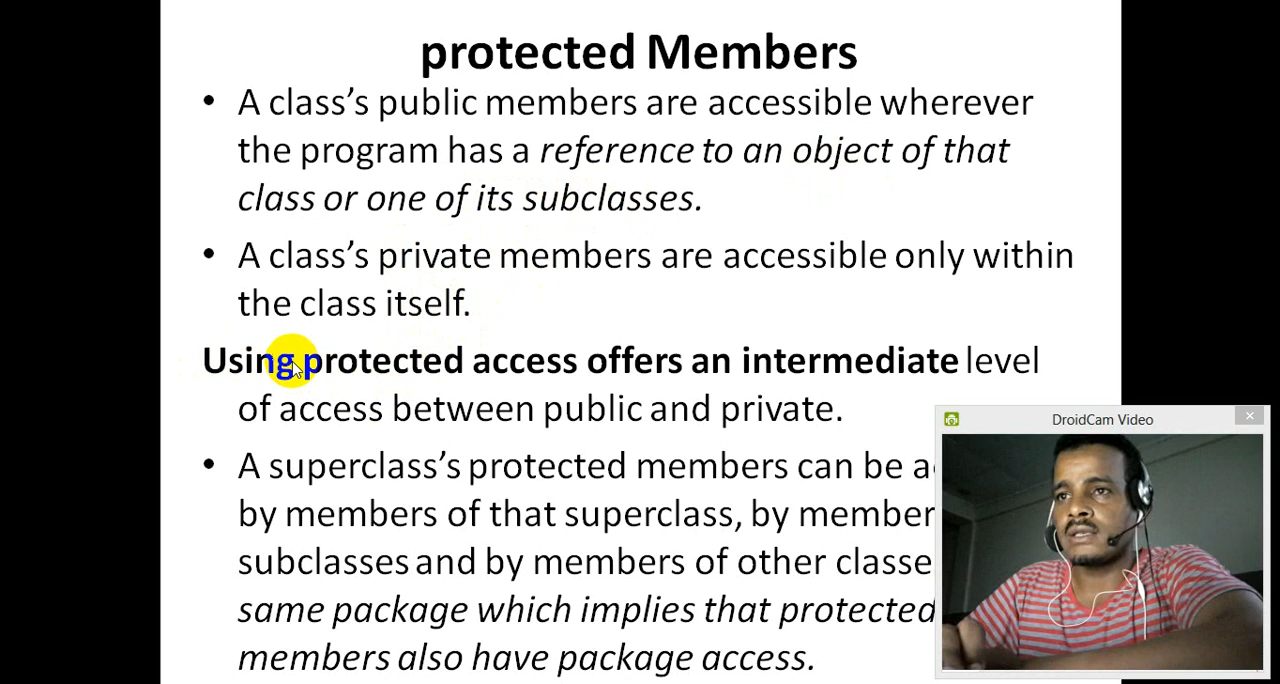 protected Members
• A class’s public members are accessible wherever
the program has a reference to an object of that
class or one of its subclasses.
• A class’s private members are accessible only within
the class itself.
Using protected access offers an intermediate level
of access between public and private.
• A superclass’s protected members can be
by members of that superclass, by
subclasses and by members of other
same package which implies that protected
members also have package access.
DroidCam Video